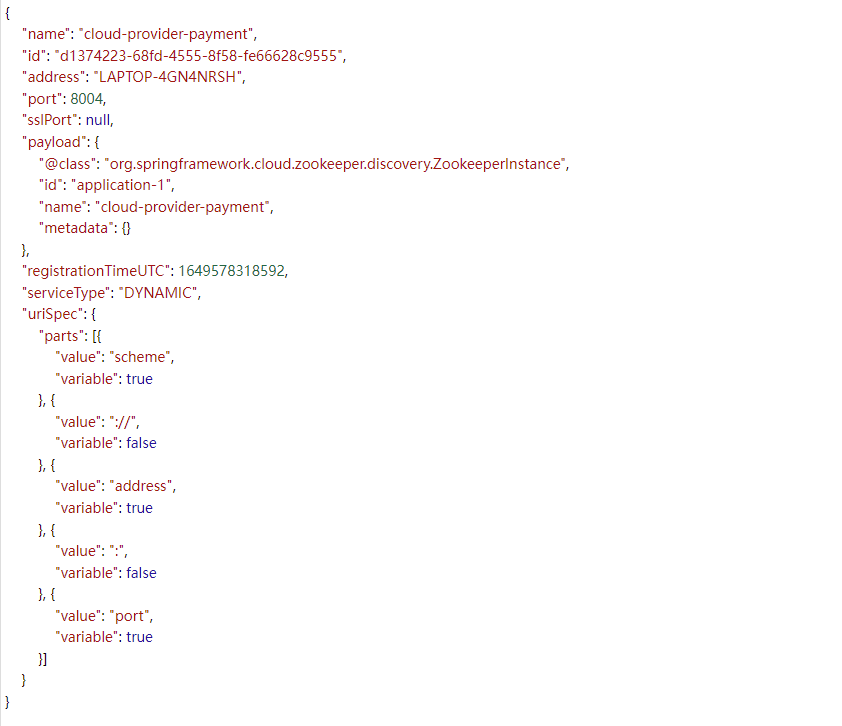 {
"name": "cloud-provider-payment",
"id": "d1374223-68fd-4555-8f58-fe66628c9555",
"address": "LAPTOP-4GN4NRSH",
"port": 8004,
"sslPort": null,
"payload": {
"@class": "org.springframework.cloud.zookeeper.discovery.ZookeeperInstance",
"id": "application-1",
"name": "cloud-provider-payment",
"metadata": {}
},
"registrationTimeUTC": 1649578318592,
"serviceType": "DYNAMIC",
"uriSpec": {
"parts": [{
"value": "scheme",
"variable": true
}, {
"value": "://",
"variable": false
}, {
"value": "address",
"variable": true
}, {
"value": ":",
"variable": false
}, {
"value": "port",
"variable": true
}]
}
}